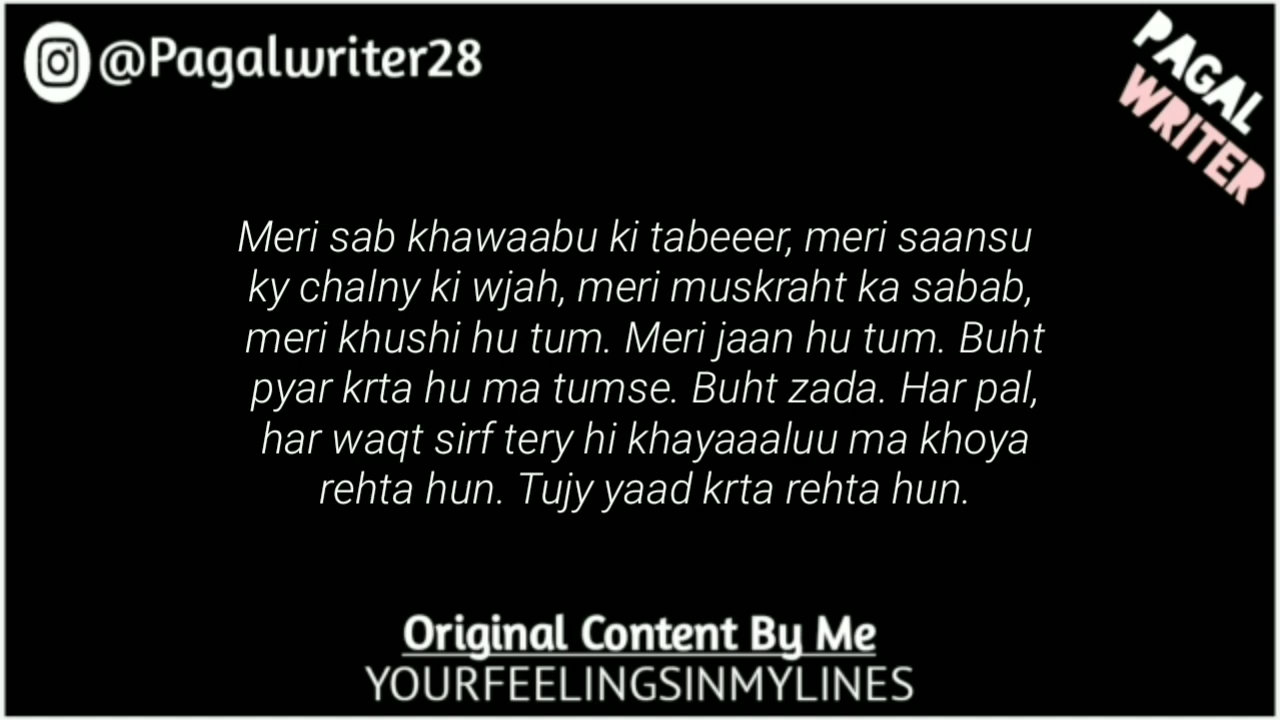 @Pagalwriter28
PAGAL
WRITER
Meri sab khawaabu ki tabeeer, meri saansu
ky chalny ki wjah, meri muskraht ka sabab,
meri khushi hu tum. Meri jaan hu tum. Buht
pyar krta hu ma tumse. Buht zada. Har pal,
har waqt sirf tery hi khayaaaluu ma khoya
rehta hun. Tujy yaad krta rehta hun.
Original Content By Me
YOURFEELINGSINMYLINES